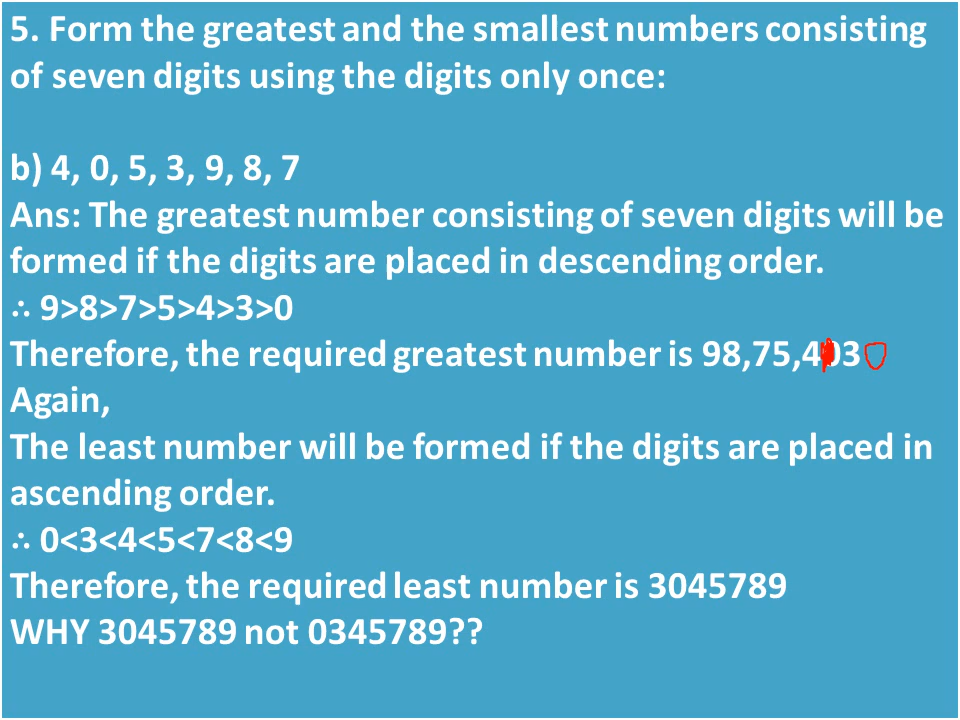 5. Form the greatest and the smallest numbers consisting
of seven digits using the digits only once:
b) 4, 0, 5, 3, 9, 8, 7
Ans: The greatest number consisting of seven digits will be
formed if the digits are placed in descending order.
∴ 9>8>7>5>4>3>0
Therefore, the required greatest number is 98,75,403 0
Again,
The least number will be formed if the digits are placed in
ascending order.
∴ 0<3<4<5<7<8<9
Therefore, the required least number is 3045789
WHY 3045789 not 0345789??